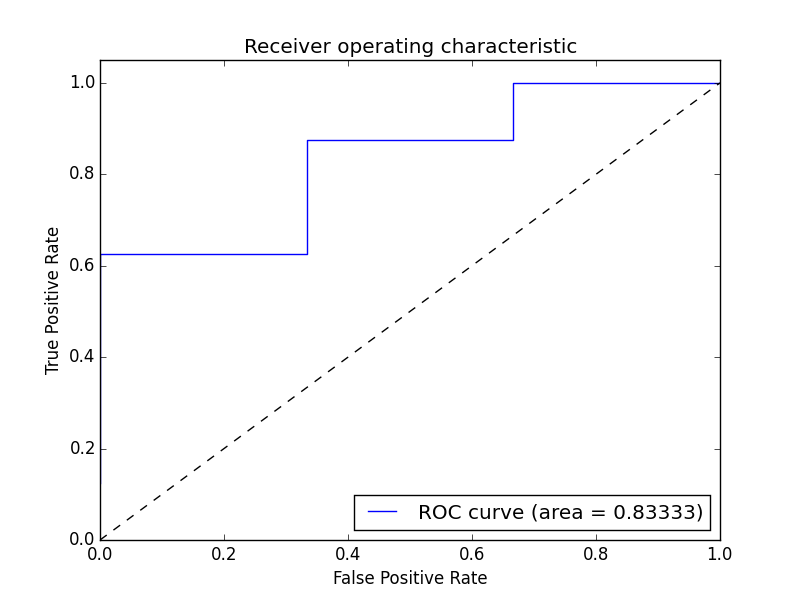 Receiver operating characteristic
True Positive Rate
1.0
0.8
0.6
0.4
0.2
0.0
ROC curve (area = 0.83333)
0.0 0.2 0.4 0.6 0.8 1.0
False Positive Rate